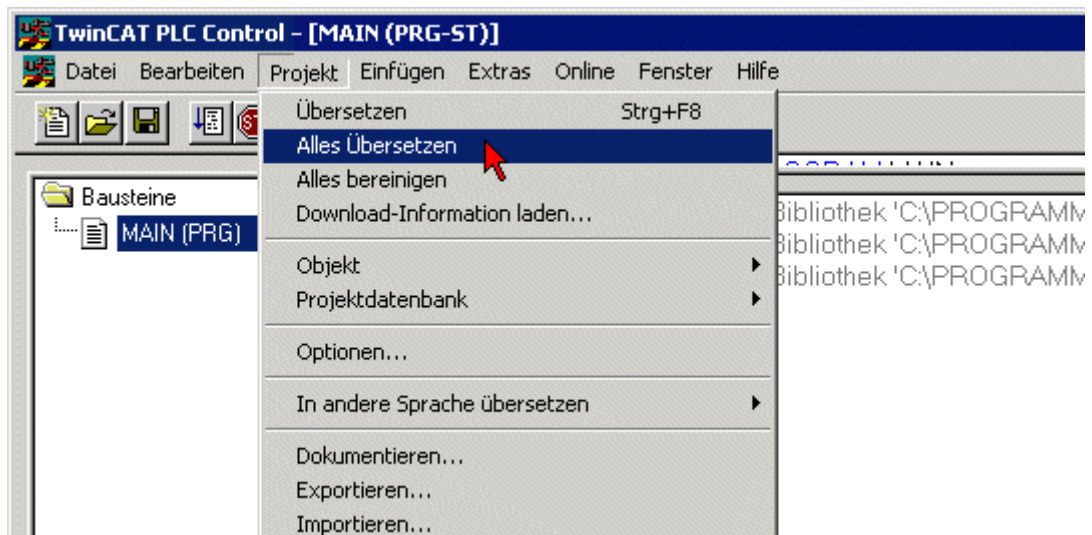 TwinCAT PLC Control - [MAIN (PRG-ST)]
Datei Bearbeiten Projekt Einfügen Extras Online Fenster Hilfe
Übersetzen Strg+F8
Alles Übersetzen
Alles bereinigen
Download-Information laden...
Objekt
Projektdatenbank
Optionen...
In andere Sprache übersetzen
Dokumentieren...
Exportieren...
Importieren...
Bausteine
MAIN (PRG)
Bibliothek 'C:\PROGRAMM
Bibliothek 'C:\PROGRAMM
Bibliothek 'C:\PROGRAMM